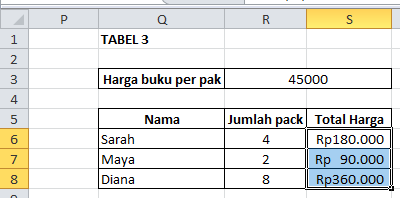 P Q R S
1 TABEL 3
2
3 Harga buku per pak 45000
4
5 Nama Jumlah pack Total Harga
6 Sarah 4 Rp180.000
7 Maya 2 Rp 90.000
8 Diana 8 Rp360.000